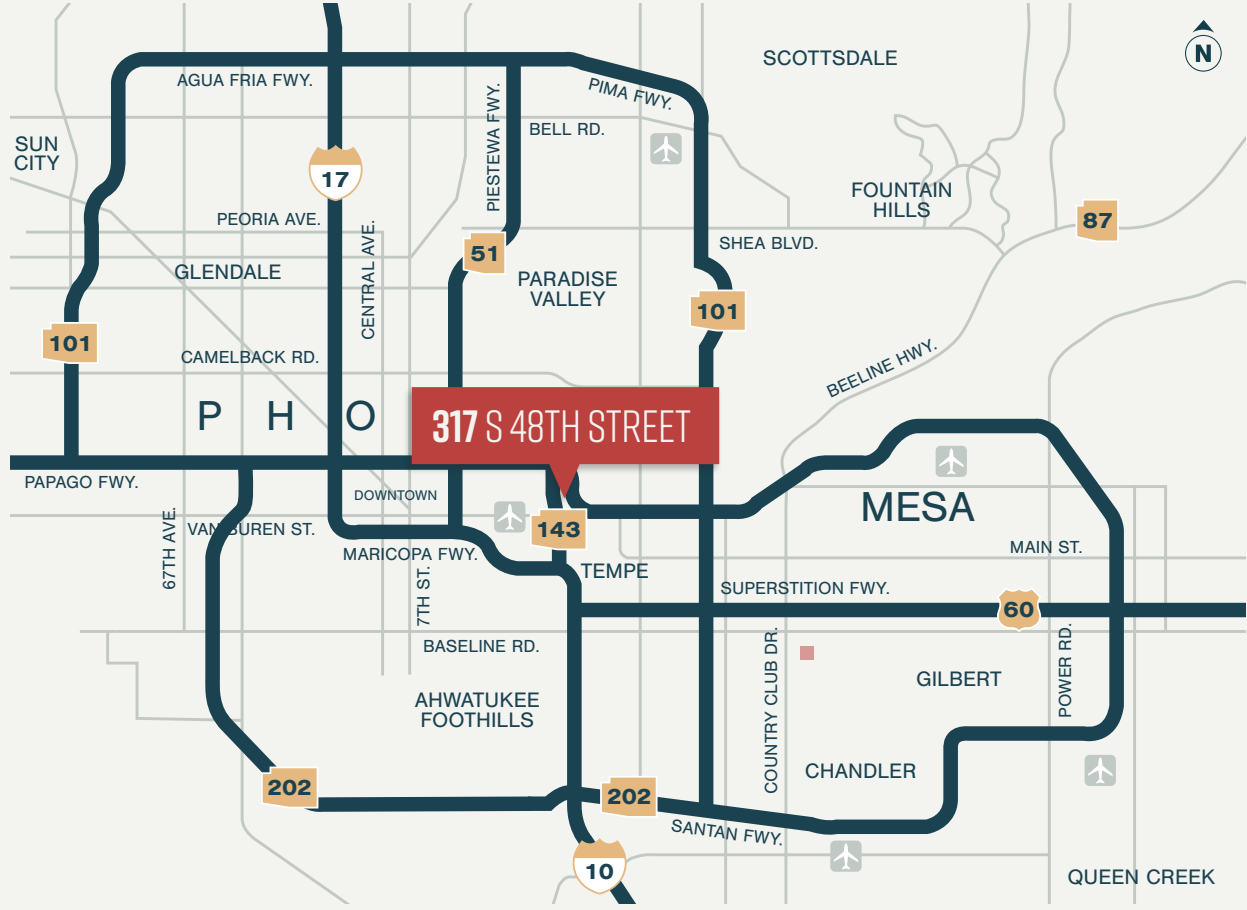 SCOTTSDALE
N
AGUA FRIA FWY.
PIMA FWY.
PIESTEWA FWY.
BELL RD.
SUN
CITY
17
FOUNTAIN
HILLS
87
PEORIA AVE.
CENTRAL AVE.
51
SHEA BLVD.
GLENDALE
PARADISE
VALLEY
101
101
CAMELBACK RD.
BEELINE HWY.
P H O
317 S 48TH STREET
PAPAGO FWY.
DOWNTOWN
MESA
67TH AVE.
VAN BUREN ST.
143
MARICOPA FWY.
MAIN ST.
7TH ST.
TEMPE
SUPERSTITION FWY.
60
BASELINE RD.
COUNTRY CLUB DR.
GILBERT
POWER RD.
AHWATUKEE
FOOTHILLS
CHANDLER
202
202
SANTAN FWY.
10
QUEEN CREEK